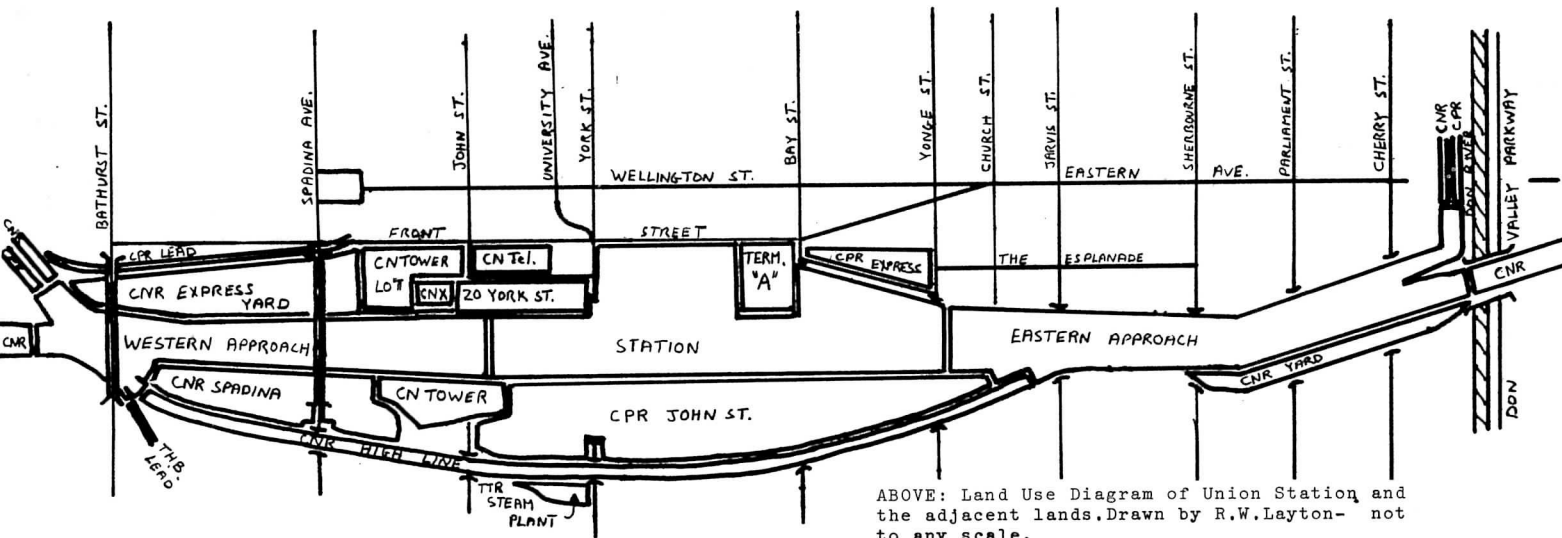 BATHURST ST.
SPADINA AVE.
JOHN ST.
UNIVERSITY AVE.
YORK ST.
BAY ST.
YONGE ST.
CHURCH ST.
JARVIS ST.
SHERBOURNE ST.
PARLIAMENT ST.
CHERRY ST.
CNR
CPR
DON RIVER
DON VALLEY PARKWAY
WELLINGTON ST.
EASTERN AVE.
FRONT STREET
CNR
CPR LEAD
CNR EXPRESS
YARD
CN TOWER
LOT
CN Tel.
CNX
20 YORK ST.
TERM.
"A"
CPR EXPRESS
THE ESPLANADE
CNR
CNR
WESTERN APPROACH
STATION
EASTERN APPROACH
CNR YARD
CNR SPADINA
CN TOWER
CPR JOHN ST.
CNR HIGH LINE
T.H.B.
LEAD
TTR
STEAM
PLANT
ABOVE: Land Use Diagram of Union Station and
the adjacent lands.Drawn by R.W.Layton- not
to any scale.